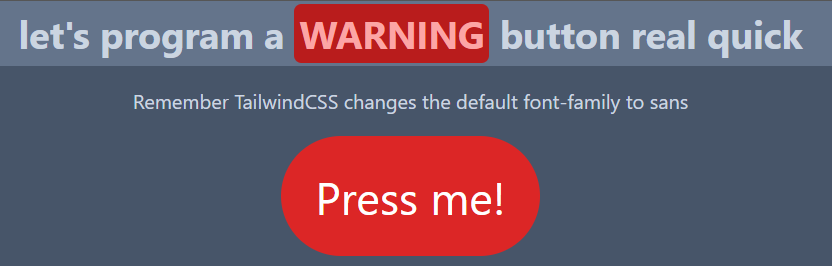 let's program a WARNING button real quick
Remember TailwindCSS changes the default font-family to sans
Press me!